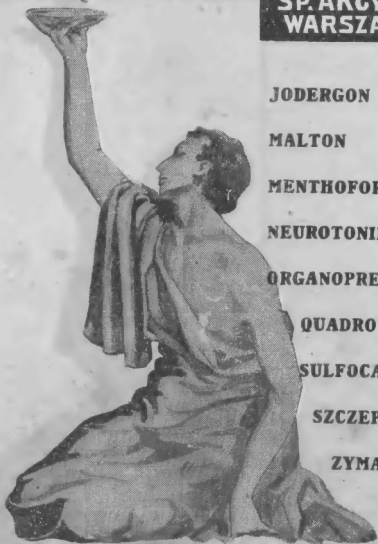 SP. AKCY
WARSZA
JODERGON
MALTON
MENTHOFOR
NEUROTONI
ORGANOPRE
QUADRO
SULFOCA
SZCZEP
ZYMA